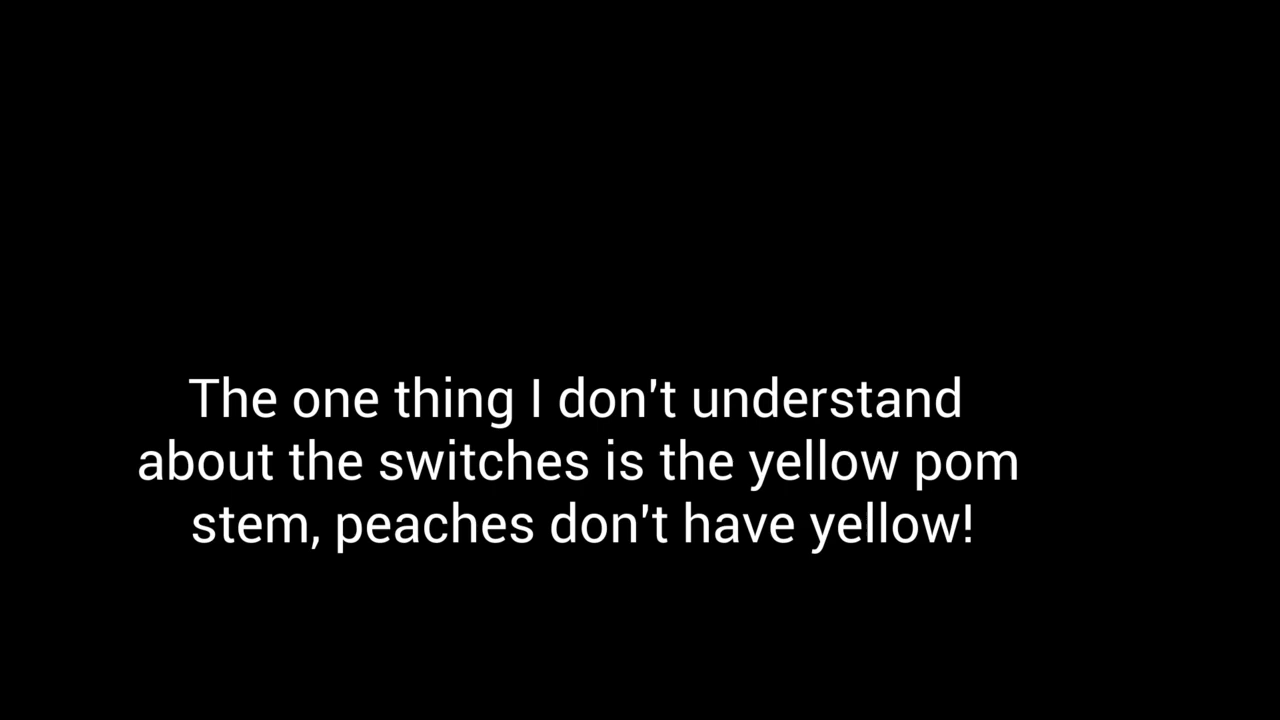 The one thing I don't understand
about the switches is the yellow pom
stem, peaches don't have yellow!